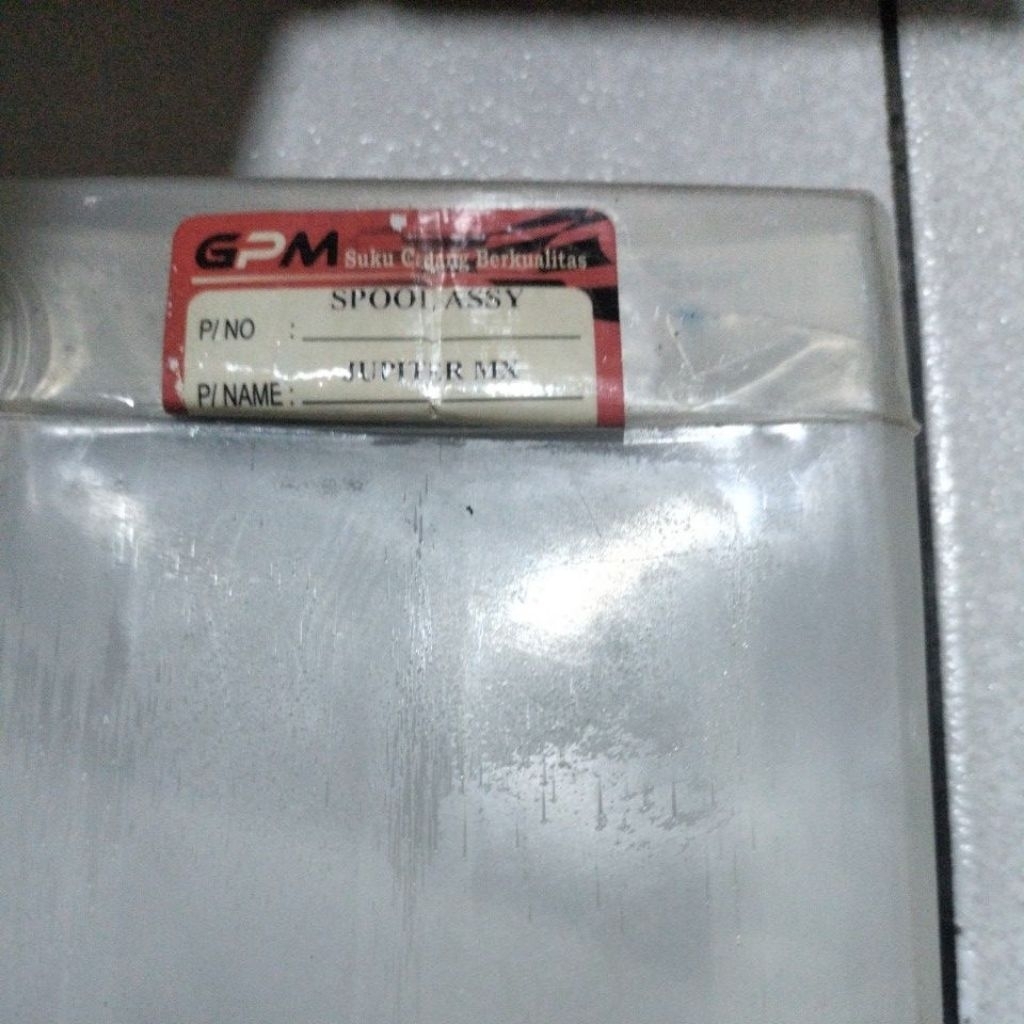 GPM Suku Cadang Berkualitas
SPOOL ASSY
P/ NO :
JUPITER MX
P/ NAME :